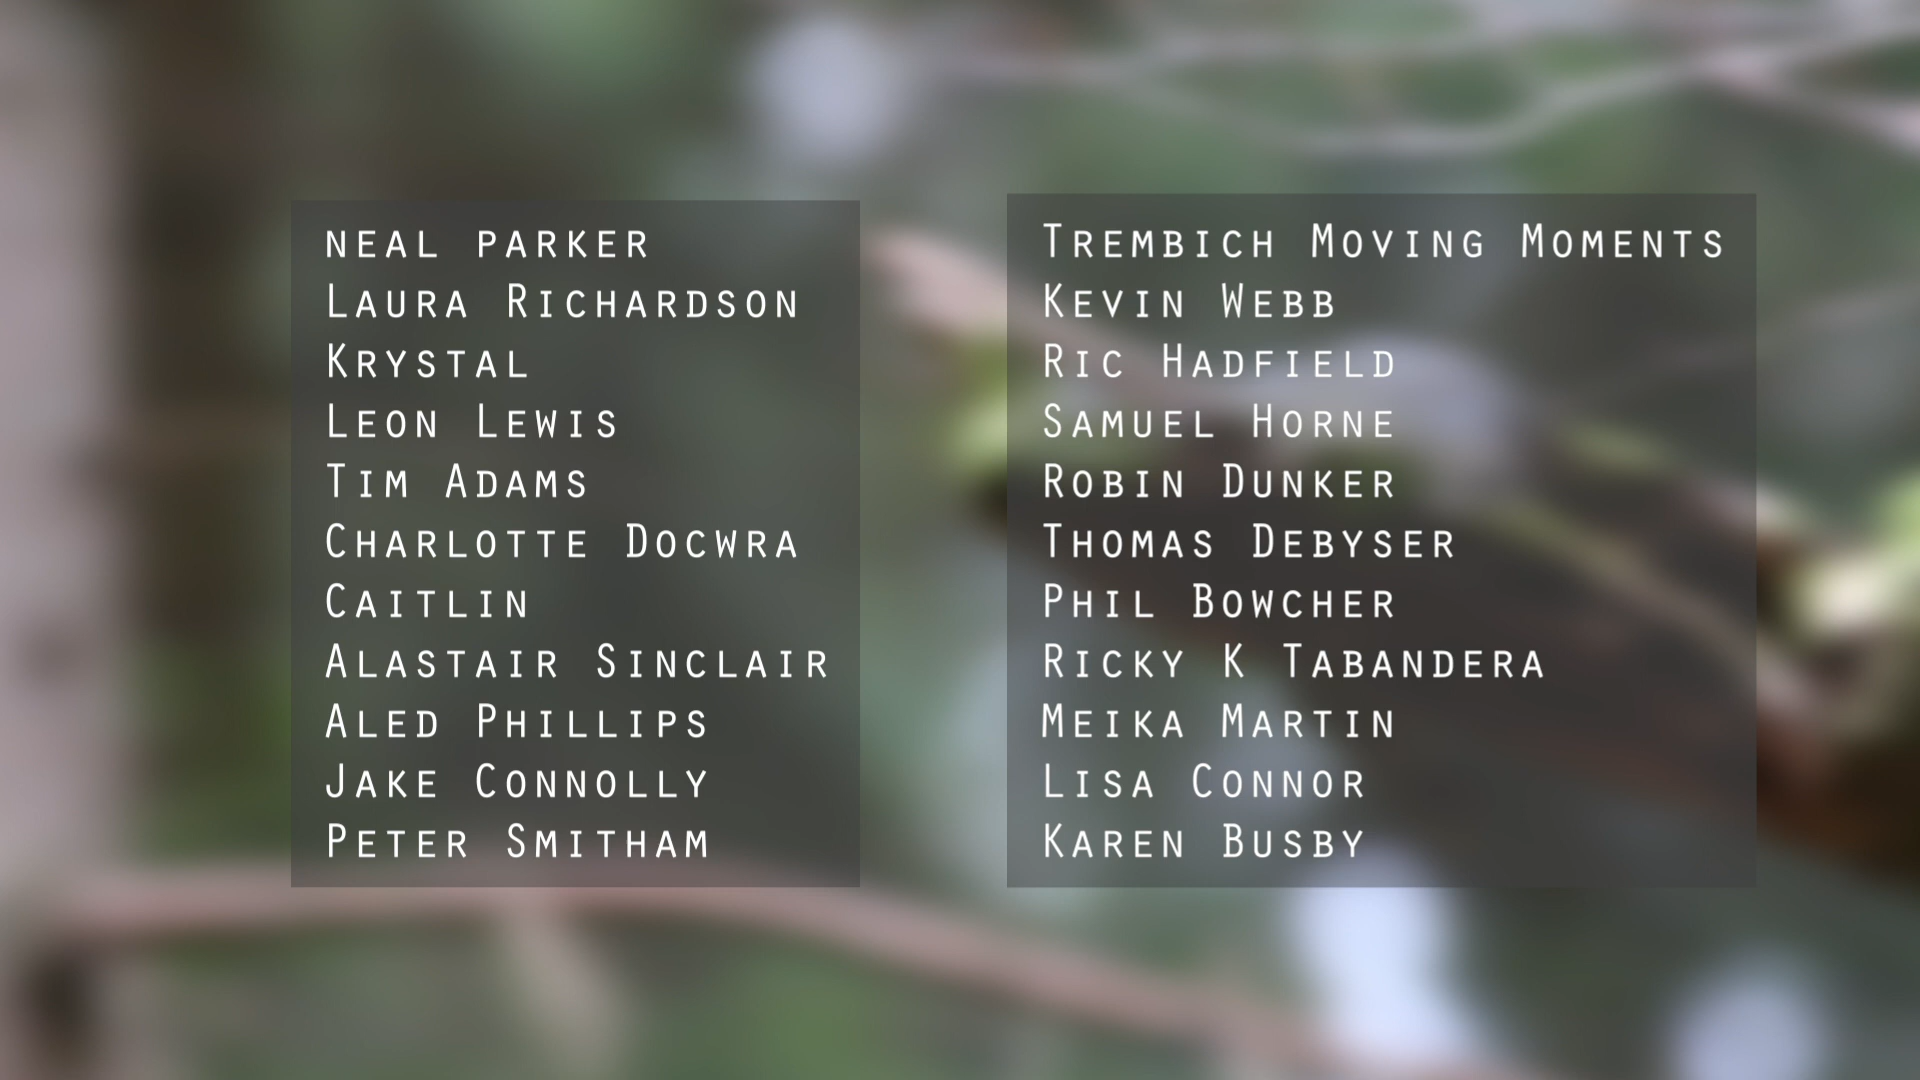 neal parker
Laura Richardson
Krystal
Leon Lewis
Tim Adams
Charlotte Docwra
Caitlin
Alastair Sinclair
Aled Phillips
Jake Connolly
Peter Smitham
Trembich Moving Moments
Kevin Webb
Ric Hadfield
Samuel Horne
Robin Dunker
Thomas Debyser
Phil Bowcher
Ricky K Tabandera
Meika Martin
Lisa Connor
Karen Busby